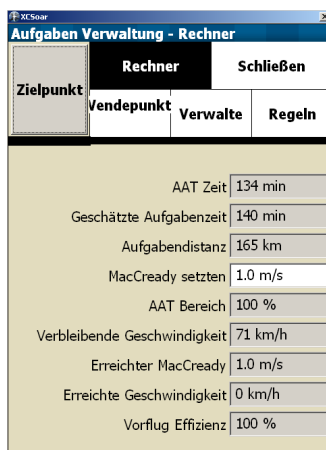 XCSoar
Aufgaben Verwaltung - Rechner
Zielpunkt
Rechner
Schließen
Vendepunkt
Verwalte
Regeln
AAT Zeit 134 min
Geschätzte Aufgabenzeit 140 min
Aufgabendistanz 165 km
MacCready setzten 1.0 m/s
AAT Bereich 100 %
Verbleibende Geschwindigkeit 71 km/h
Erreichter MacCready 1.0 m/s
Erreichte Geschwindigkeit 0 km/h
Vorflug Effizienz 100 %